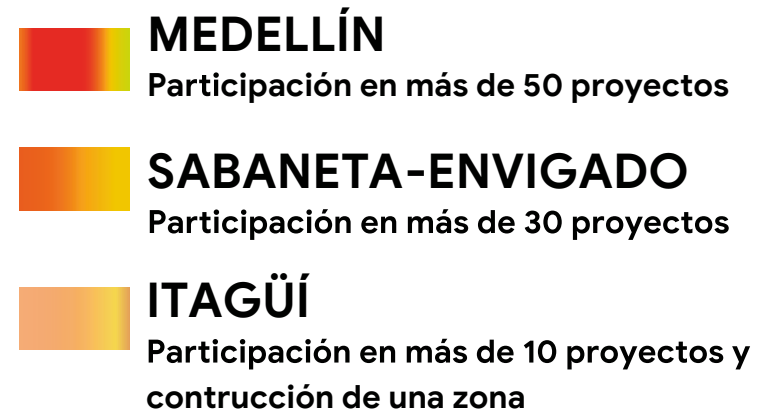 MEDELLÍN
Participación en más de 50 proyectos
SABANETA-ENVIGADO
Participación en más de 30 proyectos
ITAGÜÍ
Participación en más de 10 proyectos y
contrucción de una zona